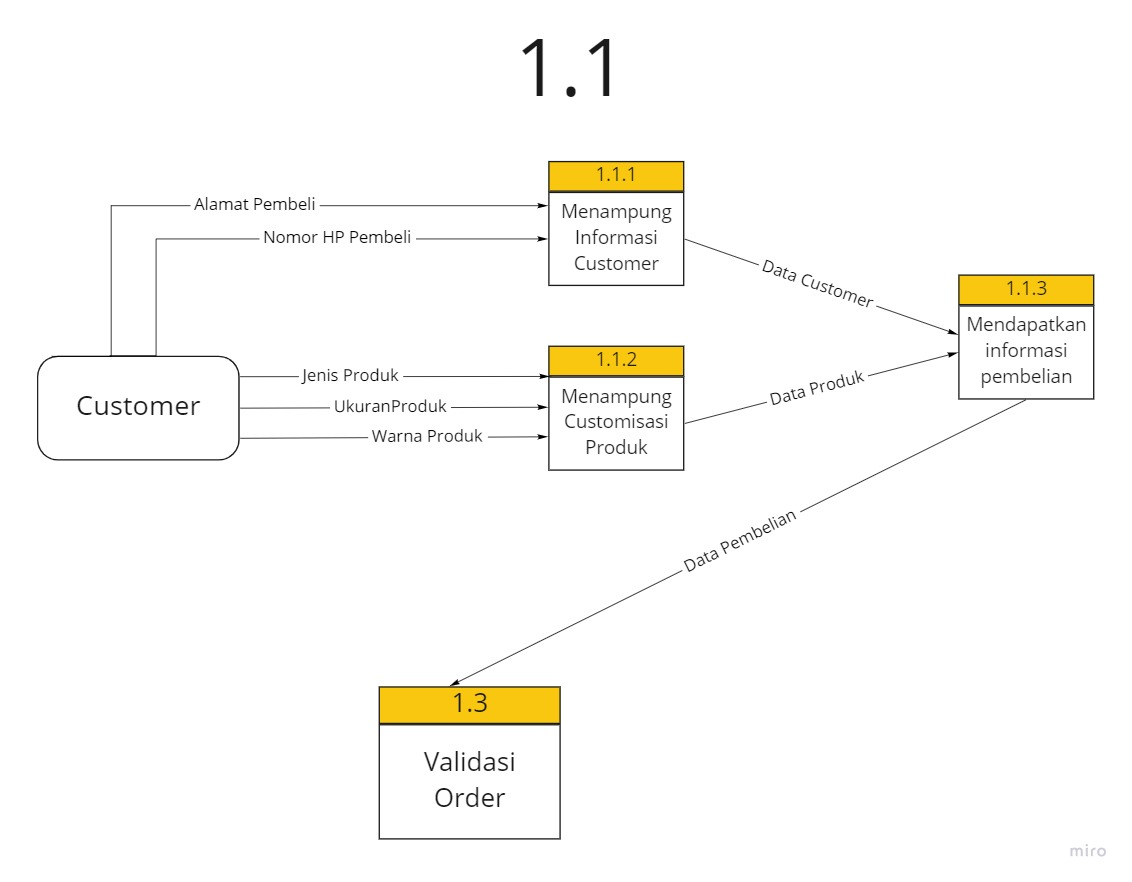 1.1
1.1.1
Alamat Pembeli
Menampung
Informasi
Customer
Nomor HP Pembeli
Data Customer
1.1.3
Mendapatkan
informasi
pembelian
1.1.2
Customer
Jenis Produk
UkuranProduk
Warna Produk
Menampung
Customisasi
Produk
Data Produk
Data Pembelian
1.3
Validasi
Order
miro